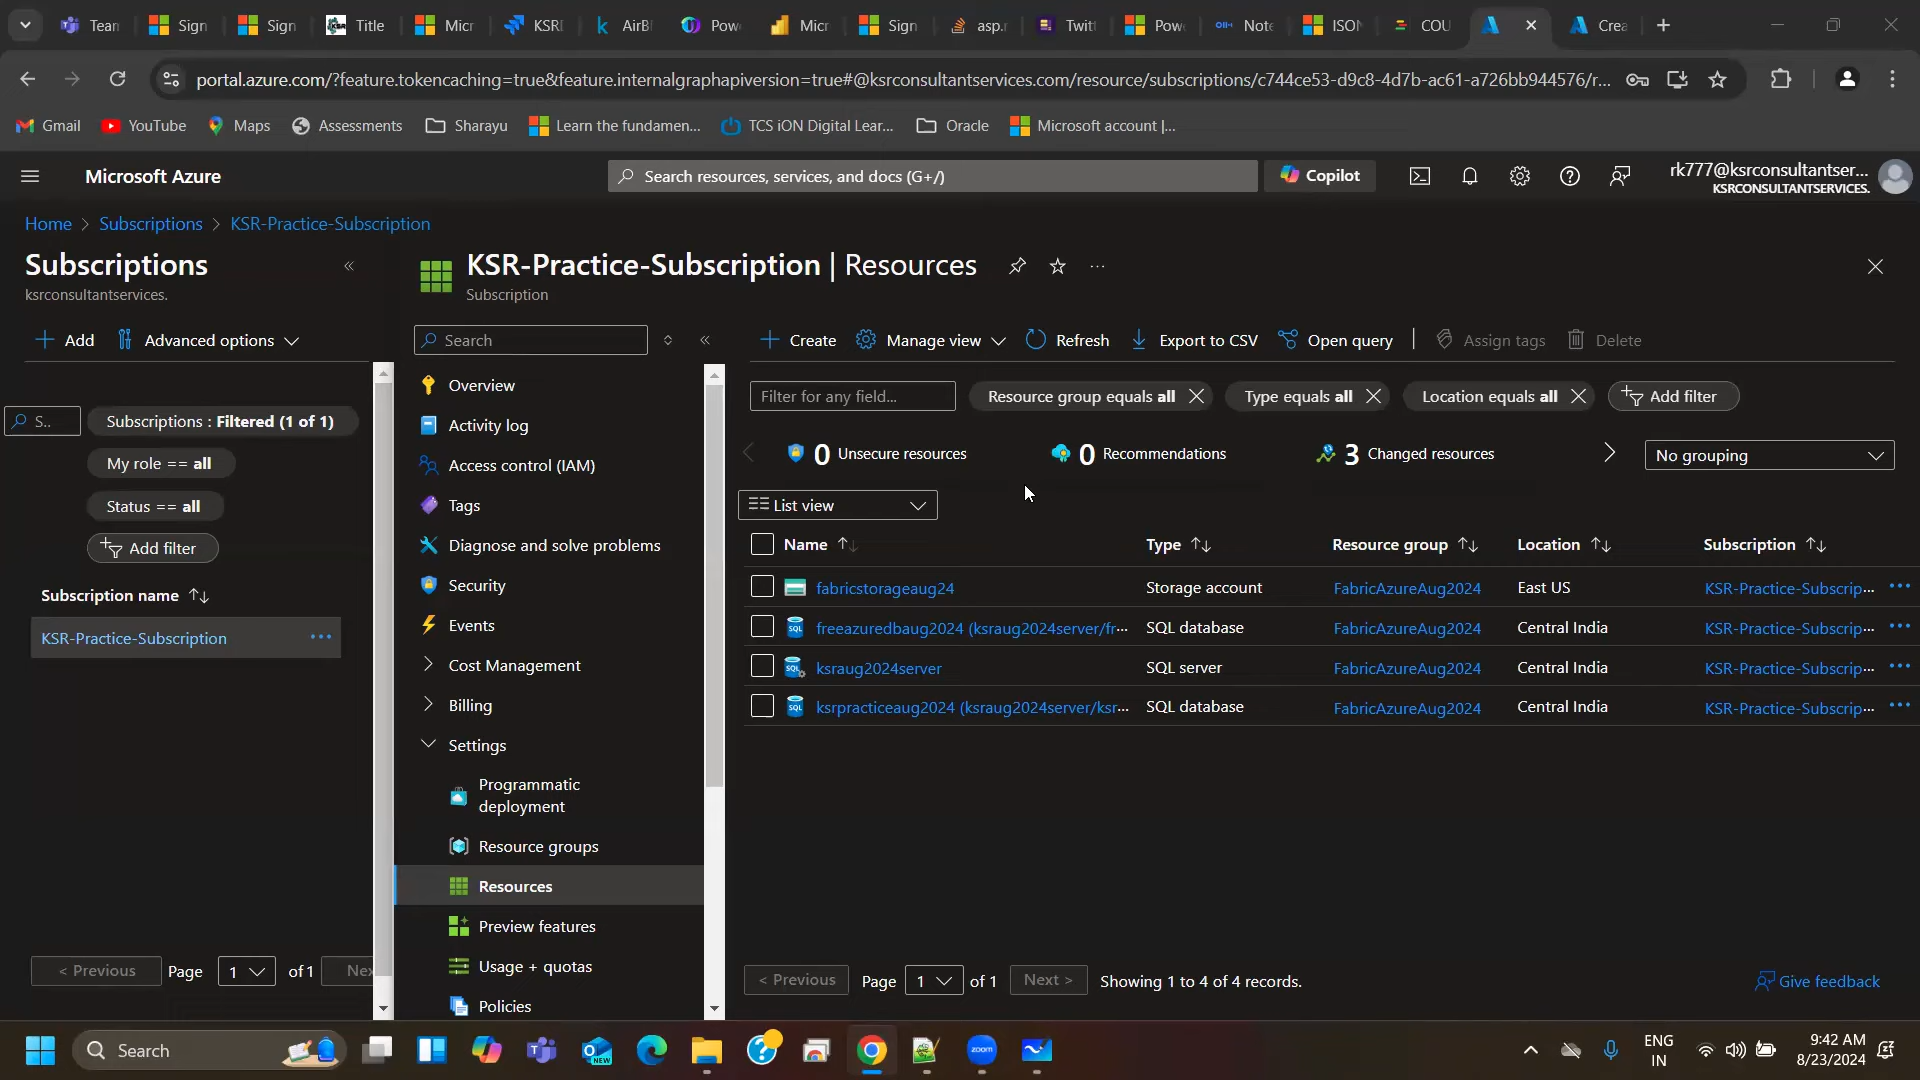 Team
Sign
Sign
Title
Micr
KSRI
AirB
Pow
Micr
Sign
asp.r
Twitt
Powe
Note
ISON
COU
Crea
portal.azure.com/?feature.tokencaching=true&feature.internalgraphapiversion=true#@ksrconsultantservices.com/resource/subscriptions/c744ce53-d9c8-4d7b-ac61-a726bb944576/r...
Gmail
YouTube
Maps
Assessments
Sharayu
Learn the fundamen...
TCS iON Digital Lear...
Oracle
Microsoft account |...
Microsoft Azure
Search resources, services, and docs (G+/)
Copilot
rk777@ksrconsultantser...
KSRCONSULTANTSERVICES.
Home > Subscriptions > KSR-Practice-Subscription
Subscriptions
ksrconsultantservices.
Add
Advanced options
S..
Subscriptions : Filtered (1 of 1)
My role == all
Status == all
Add filter
Subscription name
KSR-Practice-Subscription
< Previous
Page
1
of 1
Nex
KSR-Practice-Subscription | Resources
Subscription
Search
Overview
Activity log
Access control (IAM)
Tags
Diagnose and solve problems
Security
Events
Cost Management
Billing
Settings
Programmatic
deployment
Resource groups
Resources
Preview features
Usage + quotas
Policies
Create
Manage view
Refresh
Export to CSV
Open query
Assign tags
Delete
Filter for any field...
Resource group equals all
Type equals all
Location equals all
Add filter
0 Unsecure resources
0 Recommendations
3 Changed resources
No grouping
List view
Name
Type
Resource group
Location
Subscription
fabricstorageaug24 Storage account FabricAzureAug2024 East US KSR-Practice-Subscrip...
freeazuredbaug2024 (ksraug2024server/fr... SQL database FabricAzureAug2024 Central India KSR-Practice-Subscrip...
ksraug2024server SQL server FabricAzureAug2024 Central India KSR-Practice-Subscrip...
ksrpracticeaug2024 (ksraug2024server/ksr... SQL database FabricAzureAug2024 Central India KSR-Practice-Subscrip...
< Previous
Page
1
of 1
Next >
Showing 1 to 4 of 4 records.
Give feedback
Search
zoom
ENG
IN
9:42 AM
8/23/2024